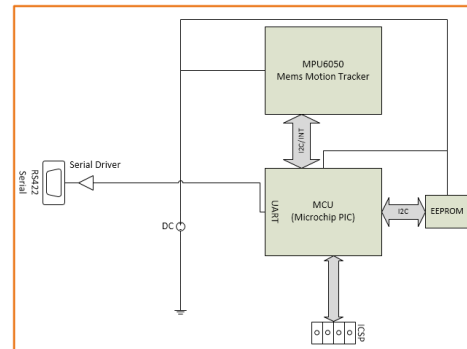 MPU6050
Mems Motion Tracker
I2C/INT
RS422
Serial
Serial Driver
UART
MCU
(Microchip PIC)
I2C
EEPROM
DC
ICSP